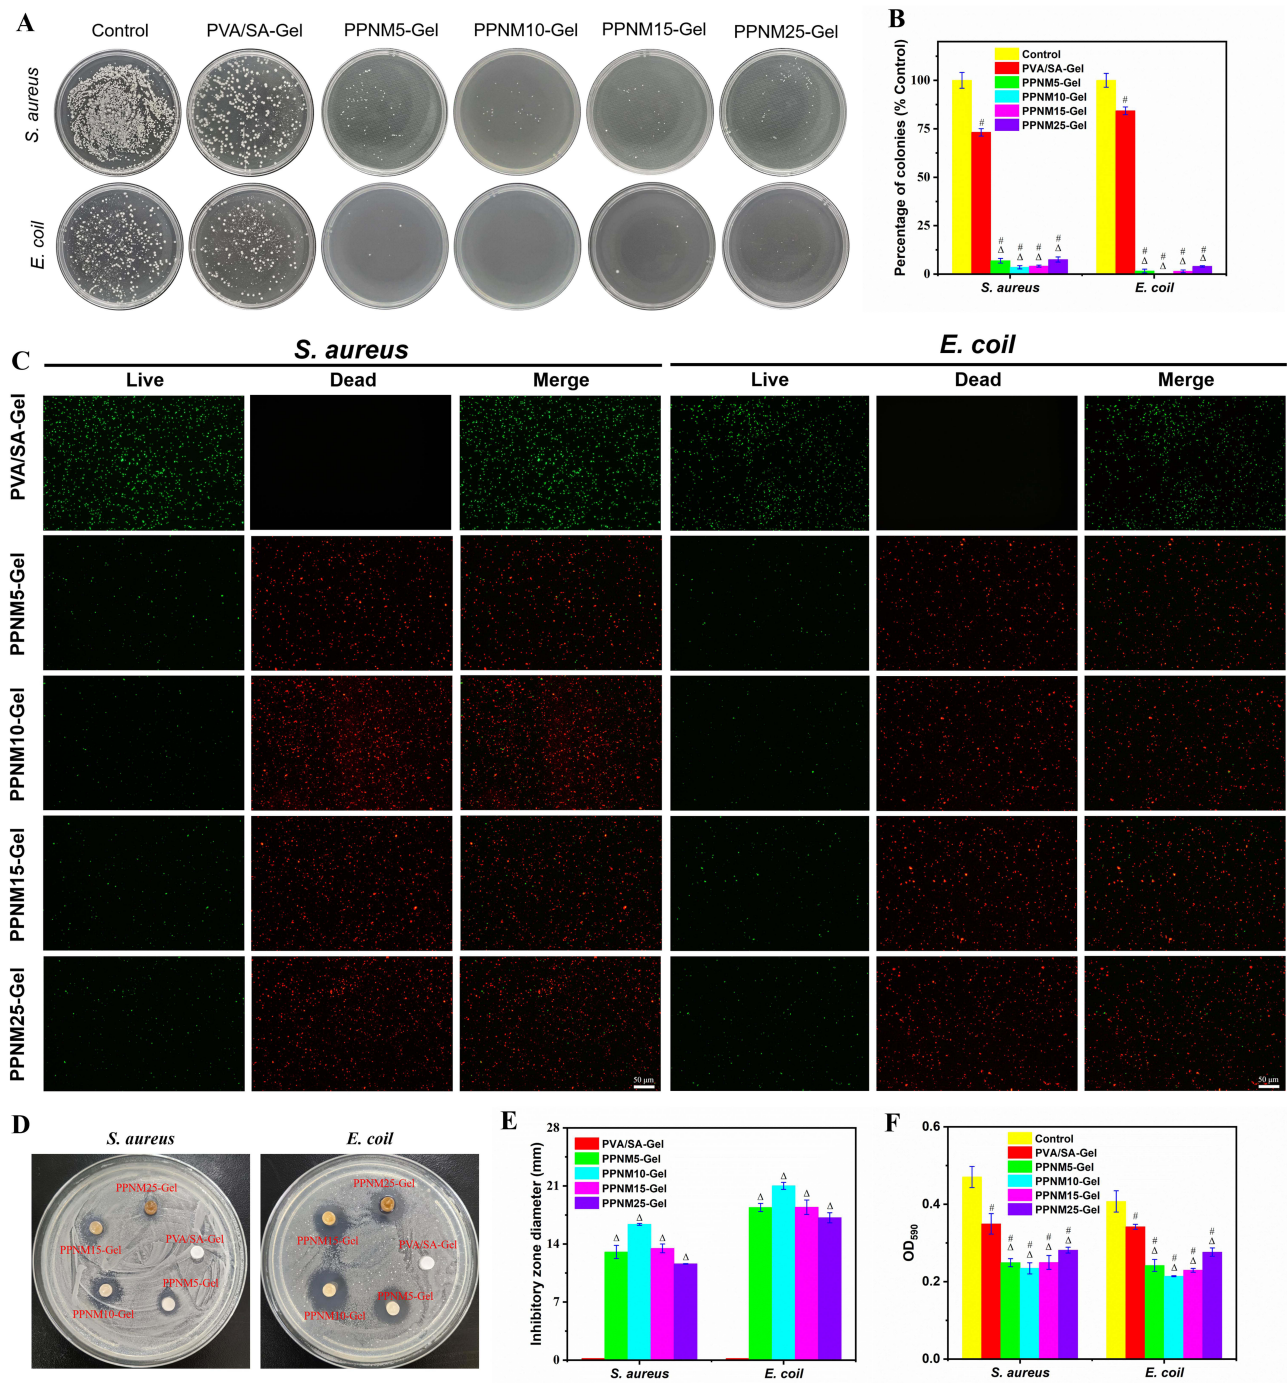 A
Control PVA/SA-Gel PPNM5-Gel PPNM10-Gel PPNM15-Gel PPNM25-Gel
S. aureus
E. coil
B
Percentage of colonies (% Control)
100
75
50
25
0
Control
PVA/SA-Gel
PPNM5-Gel
PPNM10-Gel
PPNM15-Gel
PPNM25-Gel
# # # # # # # # # #
Δ Δ Δ Δ Δ Δ Δ Δ
S. aureus E. coil
C
S. aureus E. coil
Live Dead Merge Live Dead Merge
PVA/SA-Gel
PPNM5-Gel
PPNM10-Gel
PPNM15-Gel
PPNM25-Gel
50 μm 50 μm
D
S. aureus E. coil
PPNM25-Gel
PPNM15-Gel
PVA/SA-Gel
PPNM5-Gel
PPNM10-Gel
PPNM25-Gel
PPNM15-Gel
PVA/SA-Gel
PPNM5-Gel
PPNM10-Gel
E
Inhibitory zone diameter (mm)
28
21
14
7
0
PVA/SA-Gel
PPNM5-Gel
PPNM10-Gel
PPNM15-Gel
PPNM25-Gel
Δ Δ Δ Δ Δ Δ Δ Δ
S. aureus E. coil
F
OD590
0.6
0.4
0.2
0.0
Control
PVA/SA-Gel
PPNM5-Gel
PPNM10-Gel
PPNM15-Gel
PPNM25-Gel
# # # # # # # # # #
Δ Δ Δ Δ Δ Δ Δ Δ
S. aureus E. coil